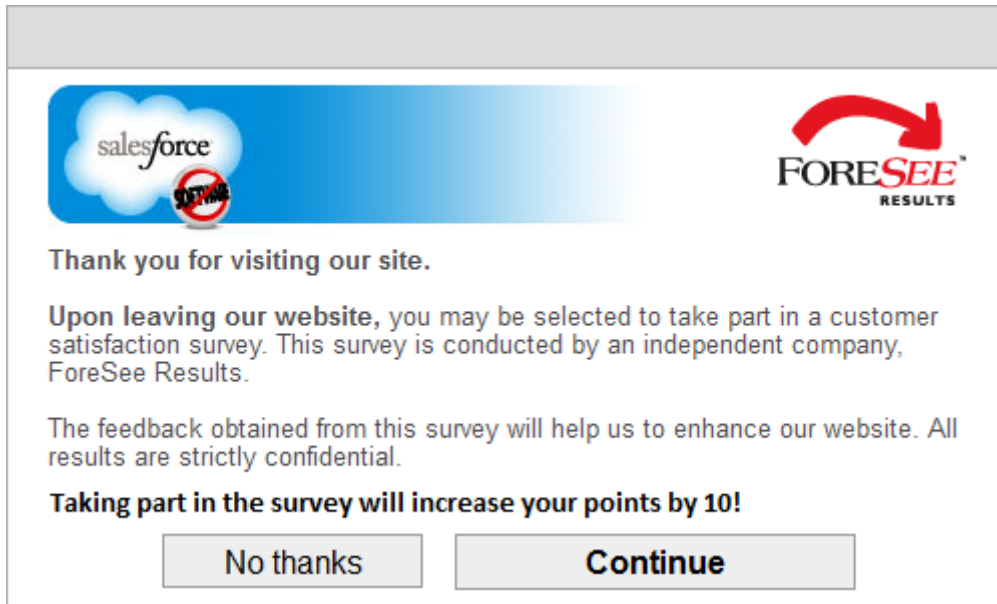 salesforce
SOFTWARE
FORESEE™
RESULTS
Thank you for visiting our site.
Upon leaving our website, you may be selected to take part in a customer
satisfaction survey. This survey is conducted by an independent company,
ForeSee Results.
The feedback obtained from this survey will help us to enhance our website. All
results are strictly confidential.
Taking part in the survey will increase your points by 10!
No thanks
Continue